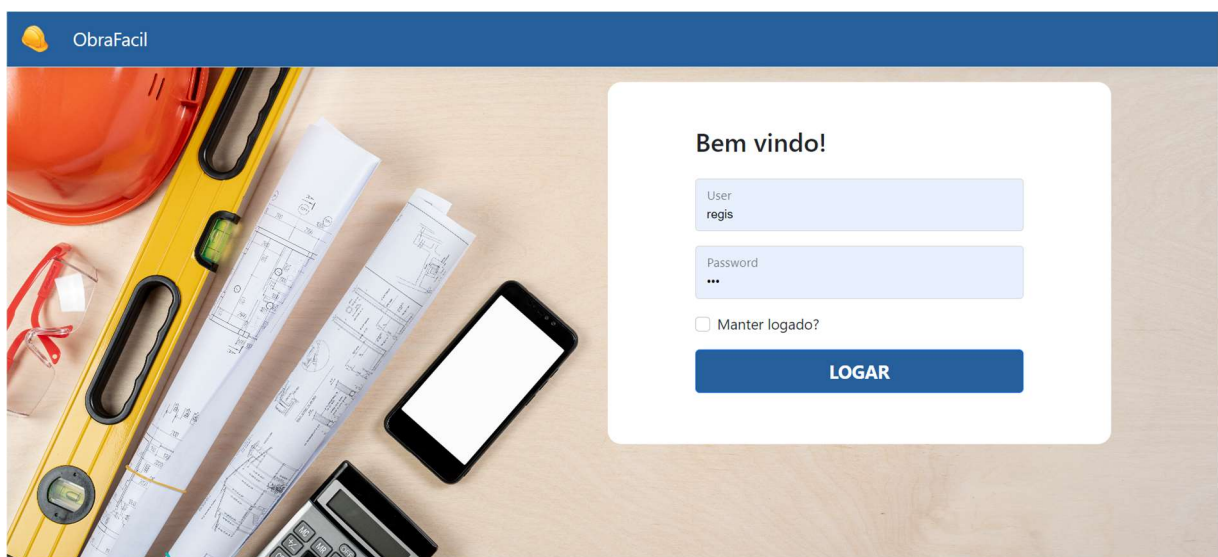 ObraFacil
Bem vindo!
User
regis
Password
•••
Manter logado?
LOGAR